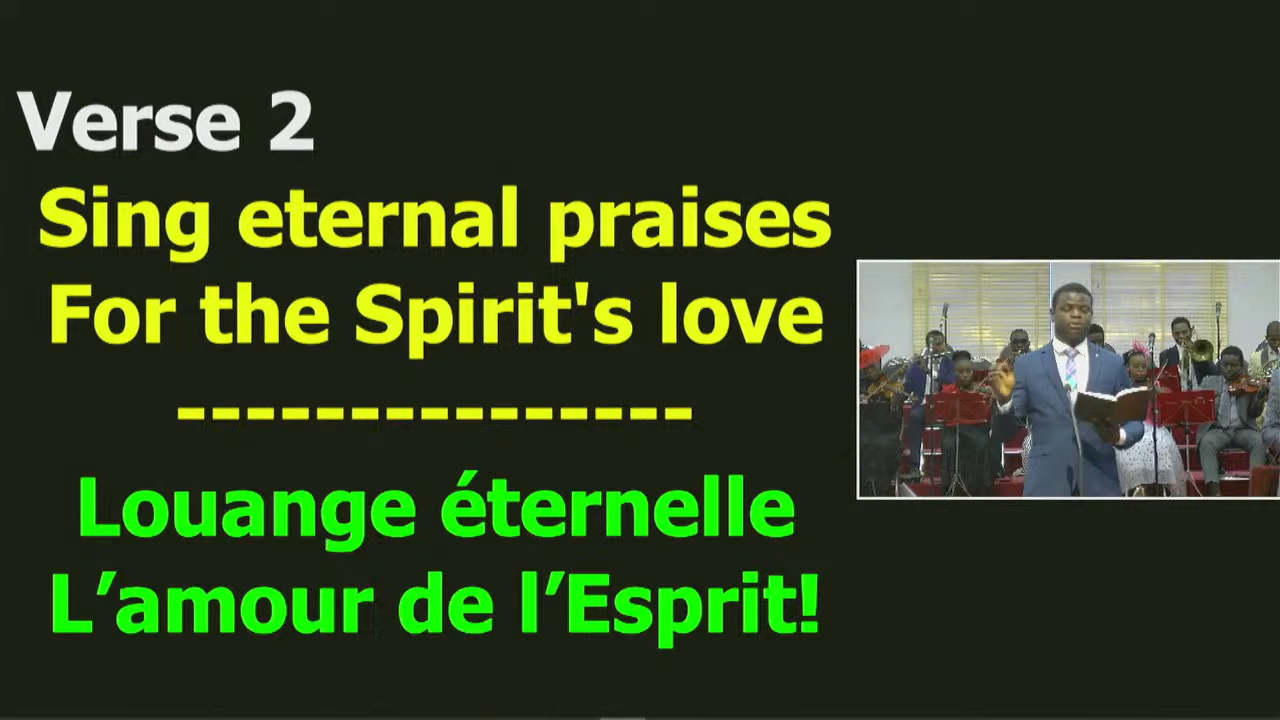 Verse 2
Sing eternal praises
For the Spirit's love
---------------
Louange éternelle
L’amour de l’Esprit!